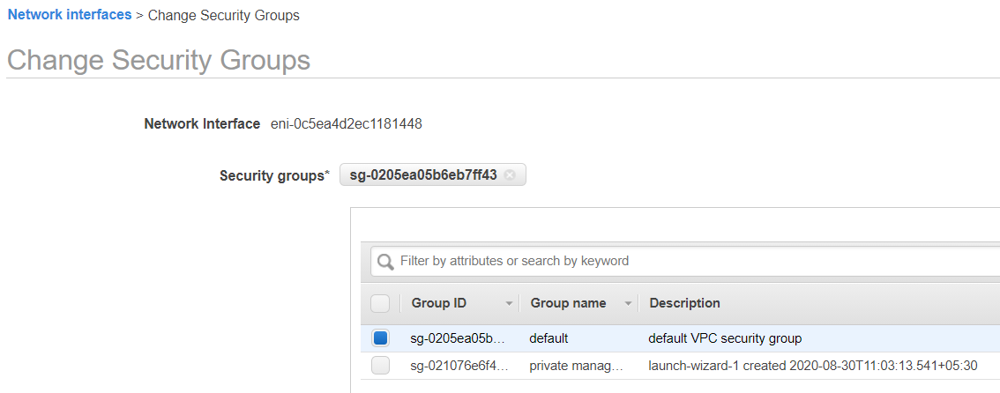 Network interfaces > Change Security Groups
Change Security Groups
Network Interface eni-0c5ea4d2ec1181448
Security groups* sg-0205ea05b6eb7ff43
Filter by attributes or search by keyword
Group ID Group name Description
sg-0205ea05b... default default VPC security group
sg-021076e6f4... private manag... launch-wizard-1 created 2020-08-30T11:03:13.541+05:30